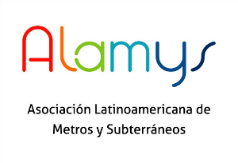 Alamys
Asociación Latinoamericana de
Metros y Subterráneos